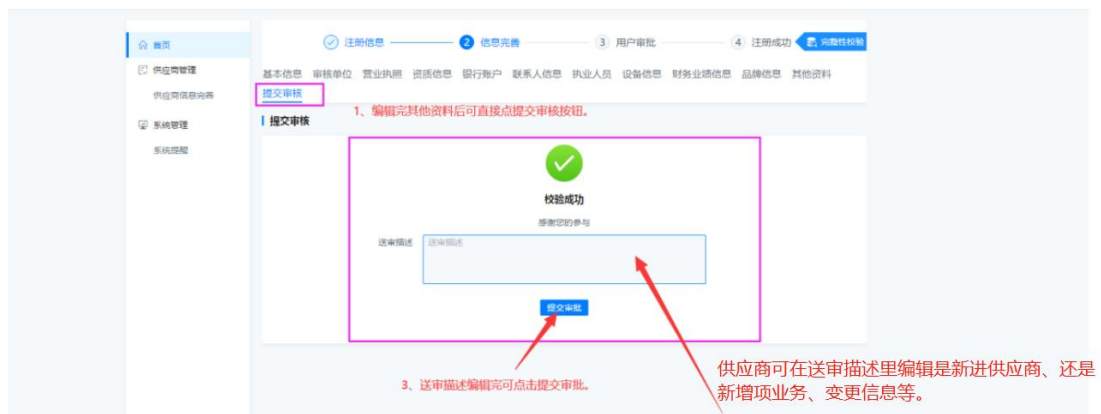 首页
供应商管理
供应商信息完善
系统管理
系统提醒
注册信息
2 信息完善
3 用户审批
4 注册成功
完整性校验
基本信息 审核单位 营业执照 资质信息 银行账户 联系人信息 执业人员 设备信息 财务业绩信息 品牌信息 其他资料
提交审核
1、编辑完其他资料后可直接点提交审核按钮。
提交审核
校验成功
感谢您的参与
送审描述 送审描述
提交审批
3、送审描述编辑完可点击提交审批。
供应商可在送审描述里编辑是新进供应商、还是
新增项业务、变更信息等。